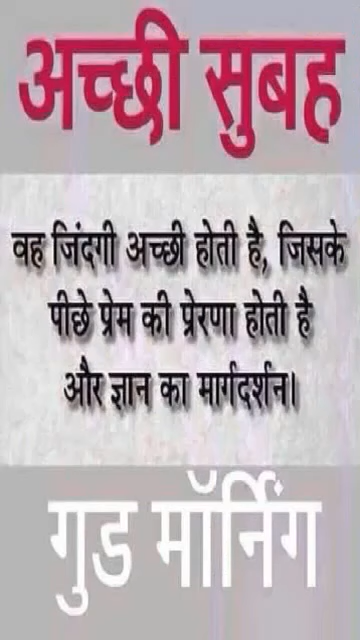 अच्छी सुबह
वह जिंदगी अच्छी होती है, जिसके
पीछे प्रेम की प्रेरणा होती है
और ज्ञान का मार्गदर्शन।
गुड मॉर्निंग